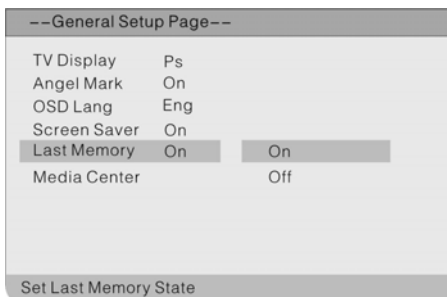 --General Setup Page--
TV Display Ps
Angel Mark On
OSD Lang Eng
Screen Saver On
Last Memory On On
Media Center Off
Set Last Memory State